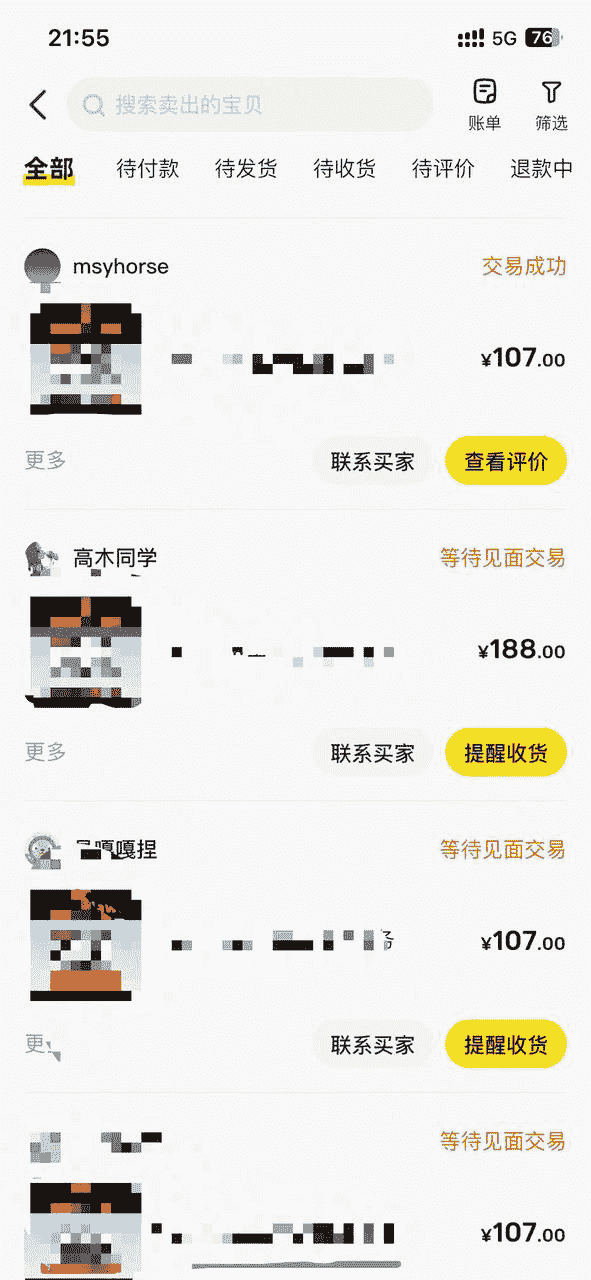 21:55 5G 76
搜索卖出的宝贝
账单 筛选
全部 待付款 待发货 待收货 待评价 退款中
msyhorse 交易成功
¥107.00
更多 联系买家 查看评价
高木同学 等待见面交易
¥188.00
更多 联系买家 提醒收货
嘎捏 等待见面交易
¥107.00
更 联系买家 提醒收货
等待见面交易
¥107.00